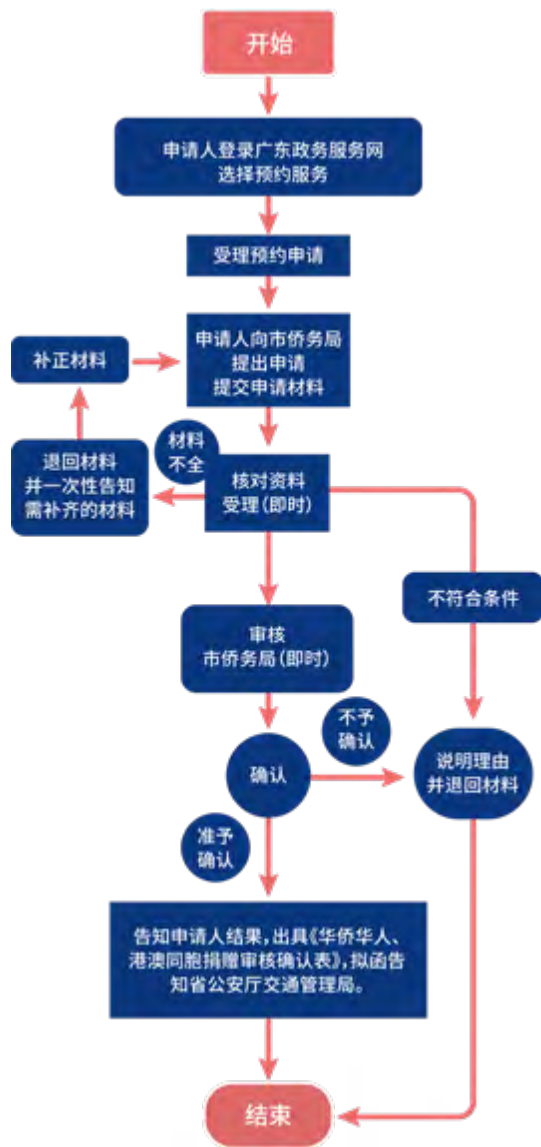 开始
申请人登录广东政务服务网
选择预约服务
受理预约申请
申请人向市侨务局
提出申请
提交申请材料
补正材料
材料
不全
退回材料
并一次性告知
需补齐的材料
核对资料
受理(即时)
不符合条件
审核
市侨务局(即时)
不予
确认
确认
说明理由
并退回材料
准予
确认
告知申请人结果,出具《华侨华人、
港澳同胞捐赠审核确认表》,拟函告
知省公安厅交通管理局。
结束